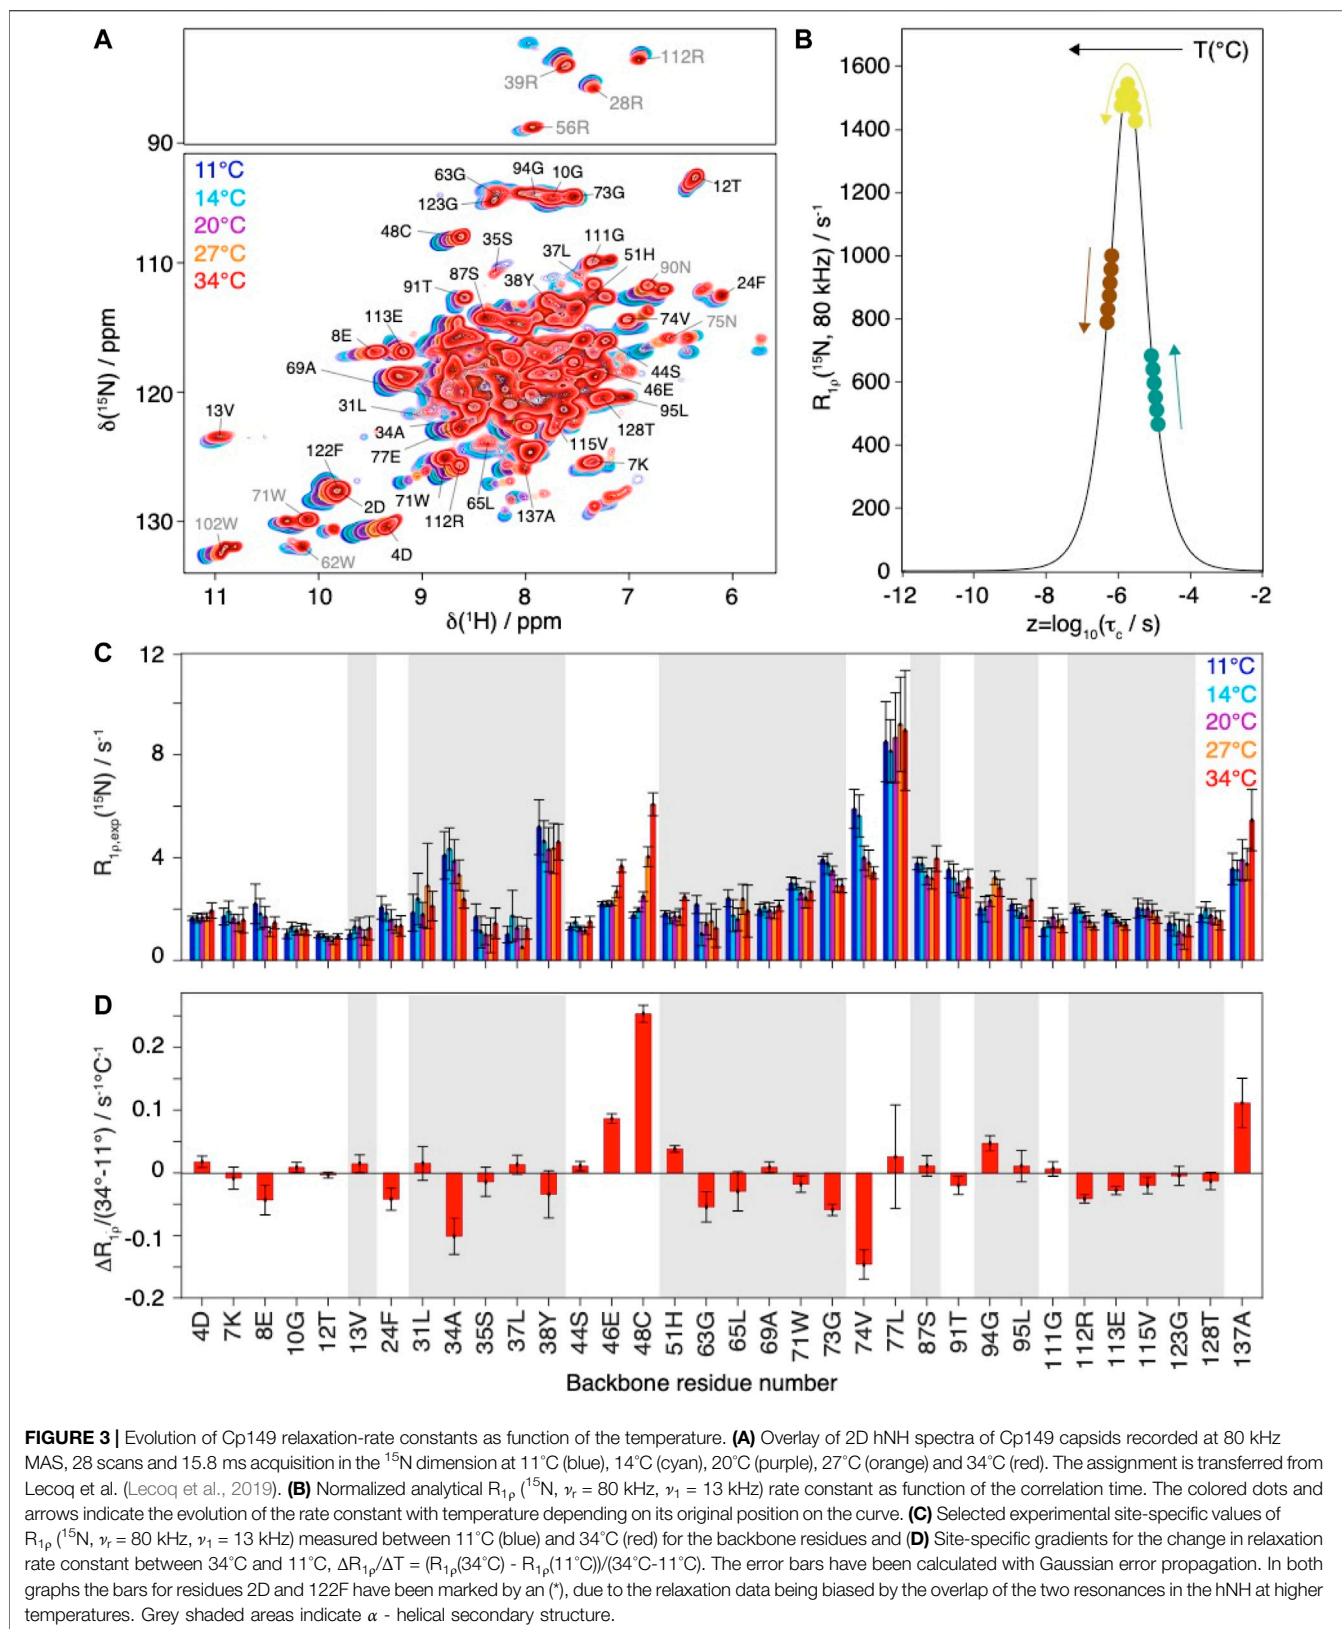 A
B
112R
39R
28R
56R
90
11°C
14°C
20°C
27°C
34°C
63G
94G
10G
73G
123G
12T
48C
35S
37L
111G
51H
90N
24F
91T
87S
38Y
113E
8E
74V
75N
69A
44S
46E
95L
31L
13V
34A
77E
128T
115V
7K
122F
2D
71W
71W
112R
65L
137A
4D
102W
62W
110
120
130
δ(¹⁵N) / ppm
11 10 9 8 7 6
δ(¹H) / ppm
T(°C)
1600
1400
1200
1000
800
600
400
200
0
R₁ρ(¹⁵N, 80 kHz) / s⁻¹
-12 -10 -8 -6 -4 -2
z=log₁₀(τc / s)
C
12
8
4
0
R₁ρ,exp(¹⁵N) / s⁻¹
11°C
14°C
20°C
27°C
34°C
D
0.2
0.1
0
-0.1
-0.2
ΔR₁ρ/(34°-11°) / s⁻¹°C⁻¹
4D 7K 8E 10G 12T 13V 24F 31L 34A 35S 37L 38Y 44S 46E 48C 51H 63G 65L 69A 71W 73G 74V 77L 87S 91T 94G 95L 111G 112R 113E 115V 123G 128T 137A
Backbone residue number
FIGURE 3 | Evolution of Cp149 relaxation-rate constants as function of the temperature. (A) Overlay of 2D hNH spectra of Cp149 capsids recorded at 80 kHz
MAS, 28 scans and 15.8 ms acquisition in the ¹⁵N dimension at 11°C (blue), 14°C (cyan), 20°C (purple), 27°C (orange) and 34°C (red). The assignment is transferred from
Lecoq et al. (Lecoq et al., 2019). (B) Normalized analytical R₁ρ (¹⁵N, νr = 80 kHz, ν₁ = 13 kHz) rate constant as function of the correlation time. The colored dots and
arrows indicate the evolution of the rate constant with temperature depending on its original position on the curve. (C) Selected experimental site-specific values of
R₁ρ (¹⁵N, νr = 80 kHz, ν₁ = 13 kHz) measured between 11°C (blue) and 34°C (red) for the backbone residues and (D) Site-specific gradients for the change in relaxation
rate constant between 34°C and 11°C, ΔR₁ρ/ΔT = (R₁ρ(34°C) - R₁ρ(11°C))/(34°C-11°C). The error bars have been calculated with Gaussian error propagation. In both
graphs the bars for residues 2D and 122F have been marked by an (*), due to the relaxation data being biased by the overlap of the two resonances in the hNH at higher
temperatures. Grey shaded areas indicate α - helical secondary structure.